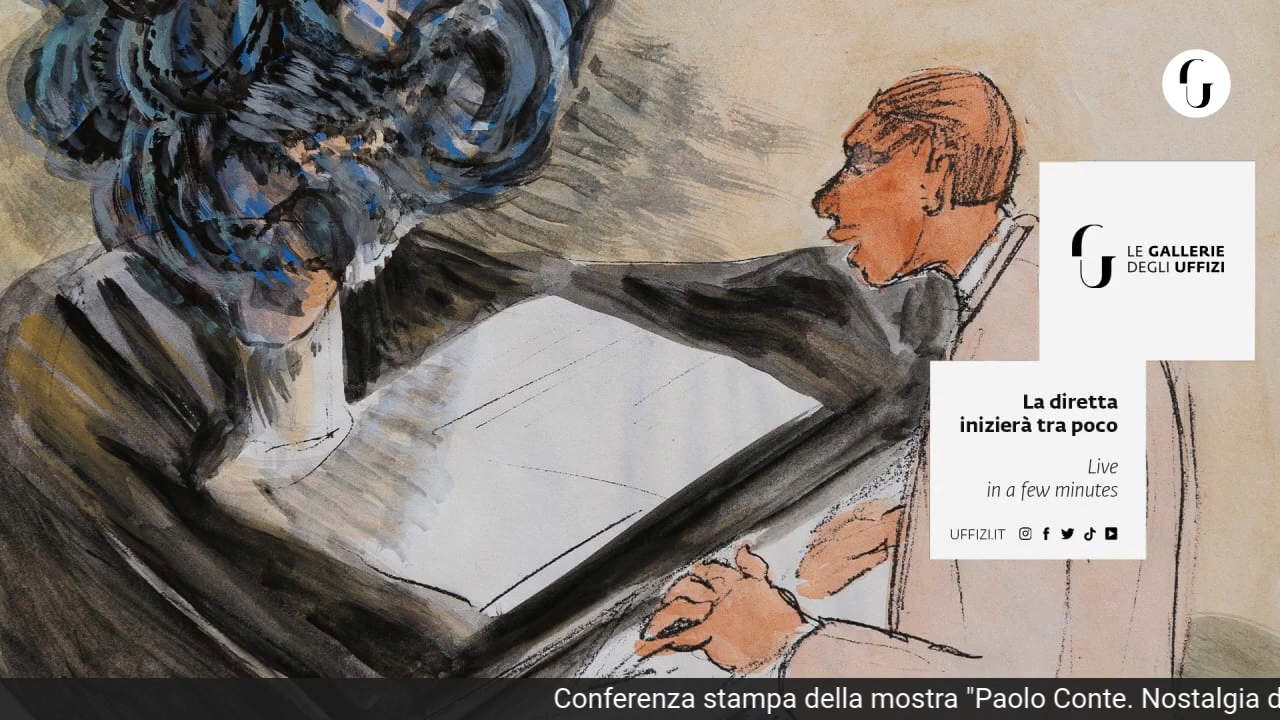 LE GALLERIE
DEGLI UFFIZI
La diretta
inizierà tra poco
Live
in a few minutes
UFFIZI.IT
Conferenza stampa della mostra "Paolo Conte. Nostalgia d